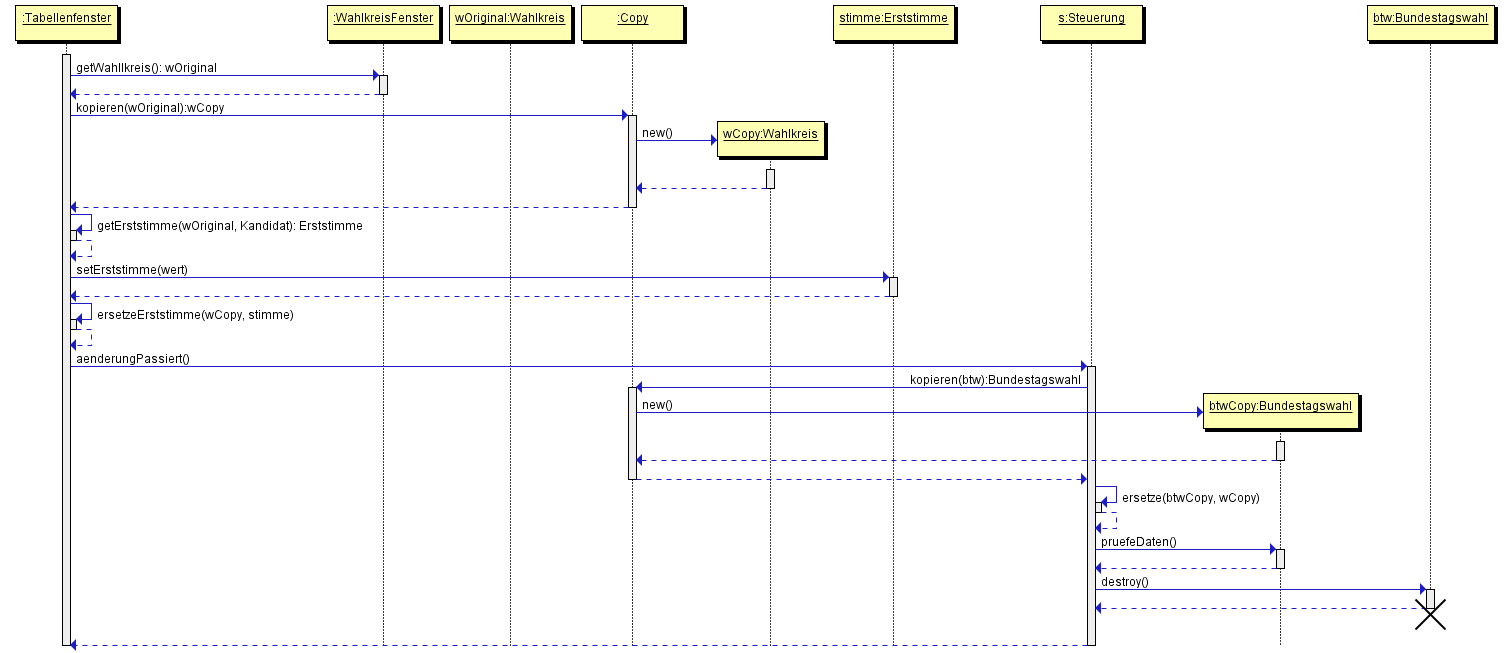 :Tabellenfenster
:WahlkreisFenster
wOriginal:Wahlkreis
:Copy
stimme:Erststimme
s:Steuerung
btw:Bundestagswahl
getWahllkreis(): wOriginal
kopieren(wOriginal):wCopy
new()
wCopy:Wahlkreis
getErststimme(wOriginal, Kandidat): Erststimme
setErststimme(wert)
ersetzeErststimme(wCopy, stimme)
aenderungPassiert()
kopieren(btw):Bundestagswahl
new()
btwCopy:Bundestagswahl
ersetze(btwCopy, wCopy)
pruefeDaten()
destroy()